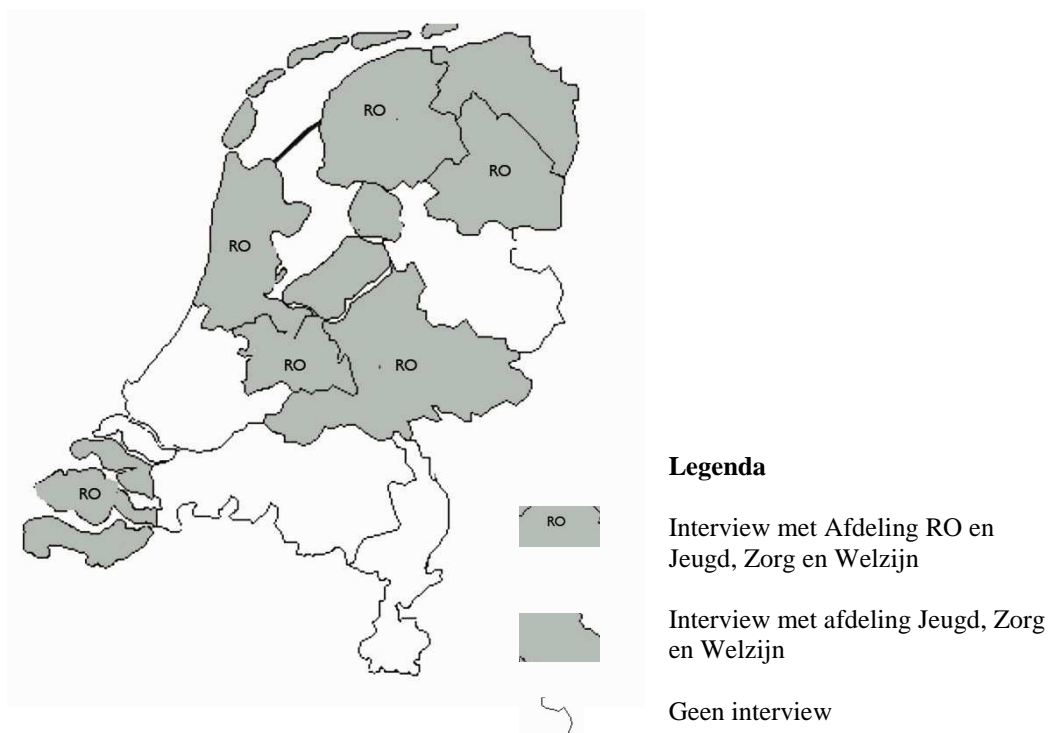 RO
RO
RO
RO
RO
RO
Legenda
RO
Interview met Afdeling RO en
Jeugd, Zorg en Welzijn
Interview met afdeling Jeugd, Zorg
en Welzijn
Geen interview